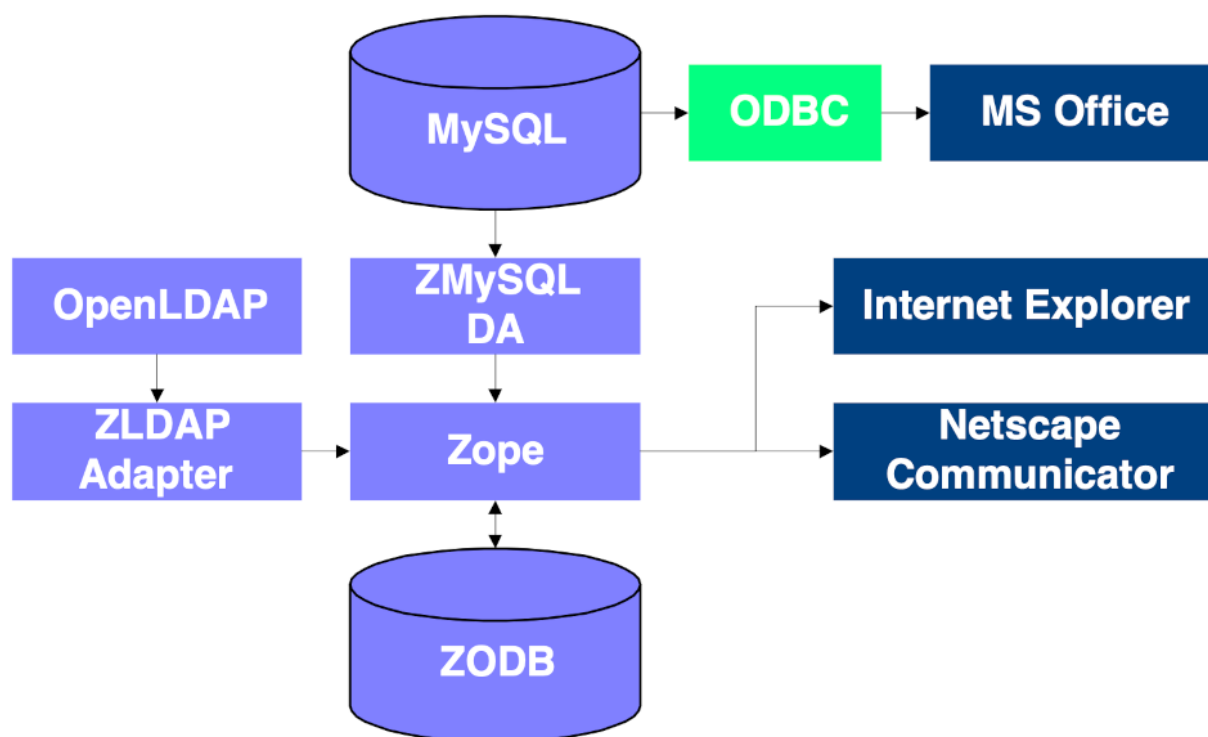 MySQL
ODBC
MS Office
OpenLDAP
ZMySQL
DA
Internet Explorer
ZLDAP
Adapter
Zope
Netscape
Communicator
ZODB